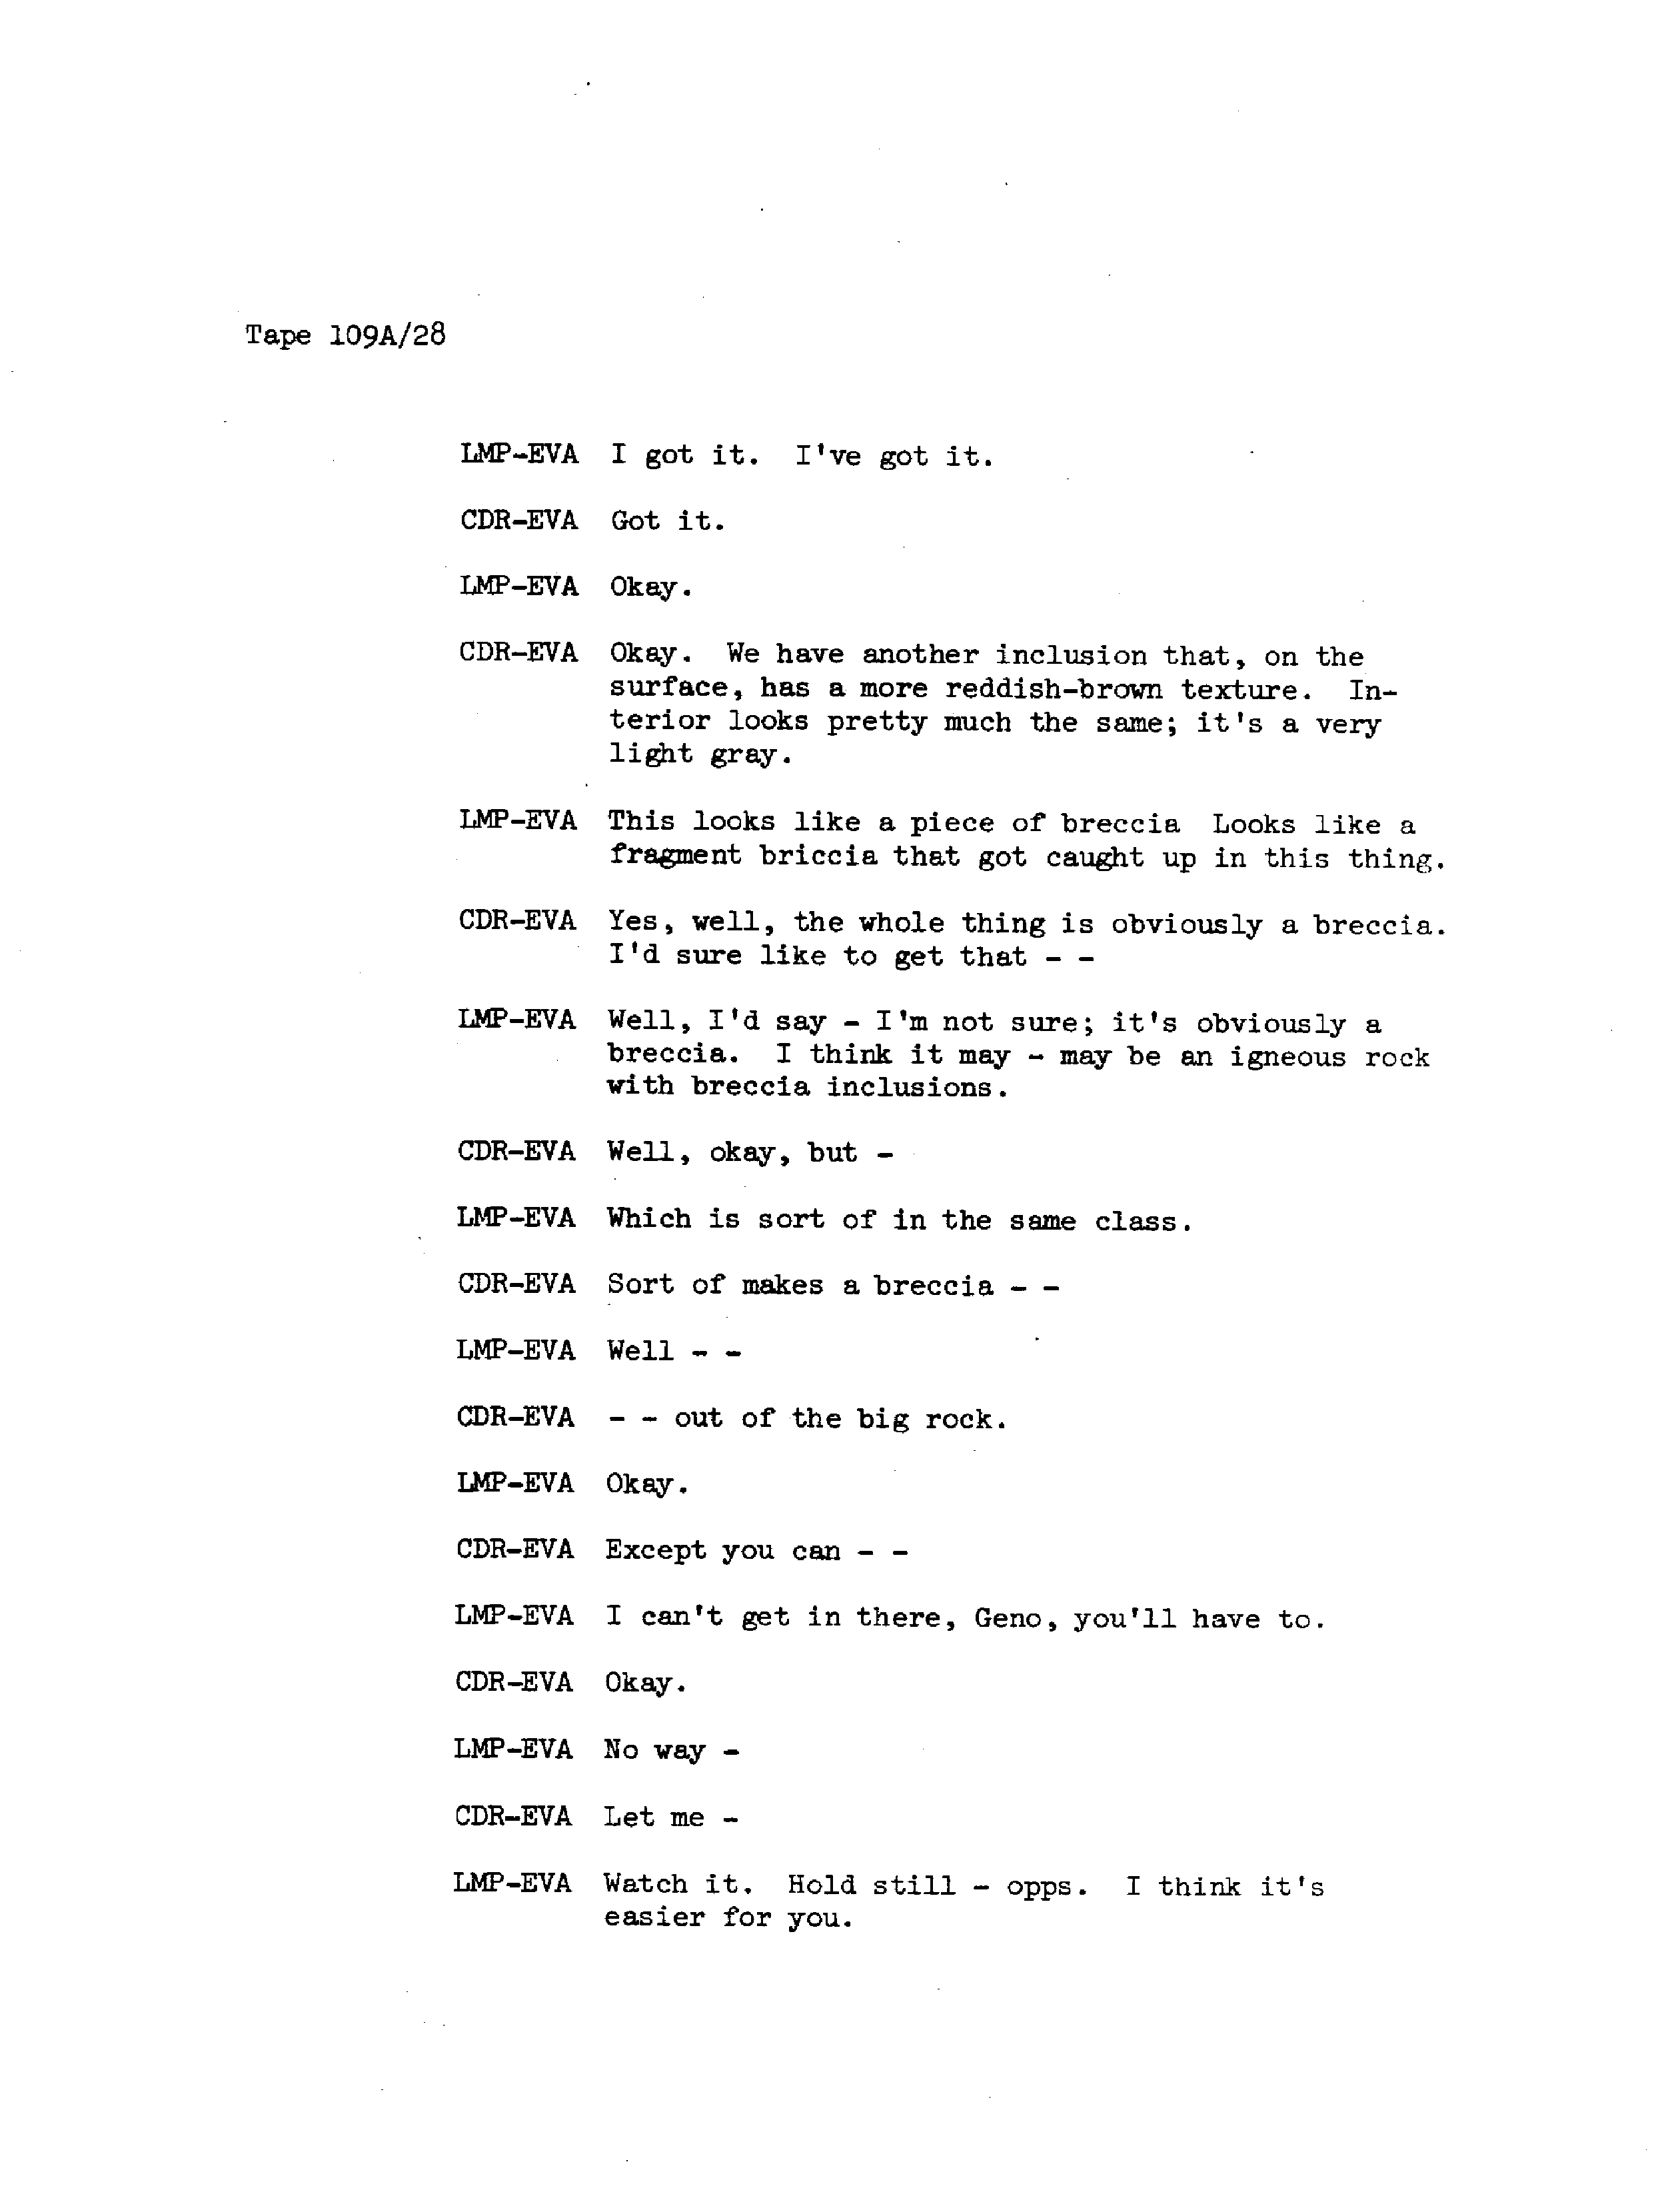 Tape 109A/28
LMP-EVA I got it. I've got it.
CDR-EVA Got it.
LMP-EVA Okay.
CDR-EVA Okay. We have another inclusion that, on the
surface, has a more reddish-brown texture. In-
terior looks pretty much the same; it's a very
light gray.
LMP-EVA This looks like a piece of breccia Looks like a
fragment briccia that got caught up in this thing.
CDR-EVA Yes, well, the whole thing is obviously a breccia.
I'd sure like to get that - -
LMP-EVA Well, I'd say - I'm not sure; it's obviously a
breccia. I think it may - may be an igneous rock
with breccia inclusions.
CDR-EVA Well, okay, but -
LMP-EVA Which is sort of in the same class.
CDR-EVA Sort of makes a breccia - -
LMP-EVA Well - -
CDR-EVA - - out of the big rock.
LMP-EVA Okay.
CDR-EVA Except you can - -
LMP-EVA I can't get in there, Geno, you'll have to.
CDR-EVA Okay.
LMP-EVA No way -
CDR-EVA Let me -
LMP-EVA Watch it. Hold still - opps. I think it's
easier for you.